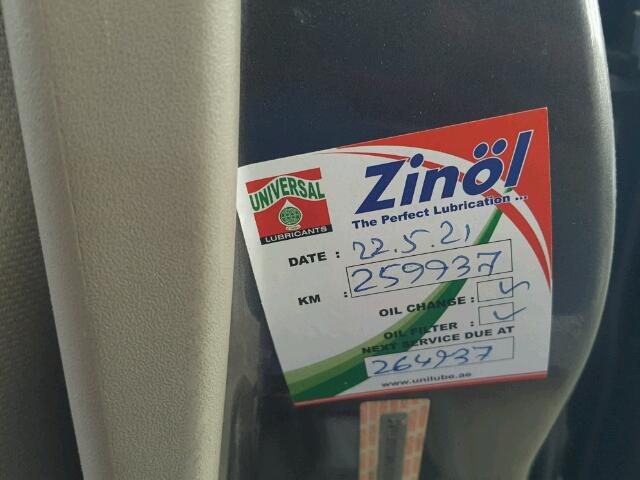 UNIVERSAL
LUBRICANTS
Zinöl
The Perfect Lubrication ...
DATE : 22.5.21
KM : 259937
OIL CHANGE : ✓
OIL FILTER : ✓
NEXT SERVICE DUE AT
264937
www.unilube.ae